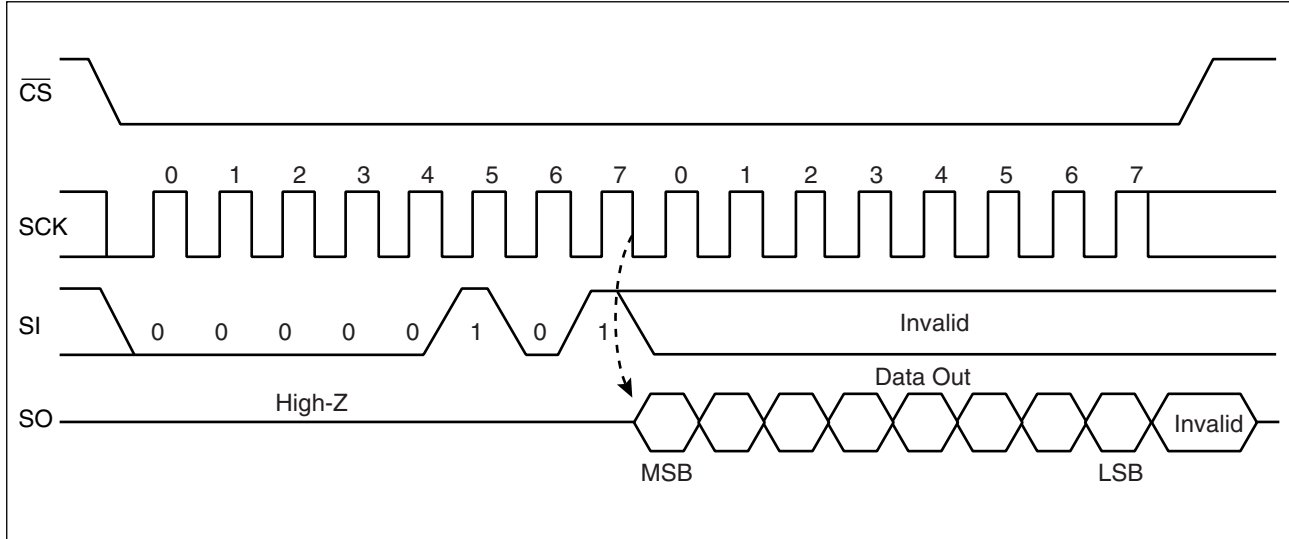 CS
0 1 2 3 4 5 6 7 0 1 2 3 4 5 6 7
SCK
SI
0 0 0 0 0 1 0 1
Invalid
Data Out
High-Z
SO
Invalid
MSB
LSB